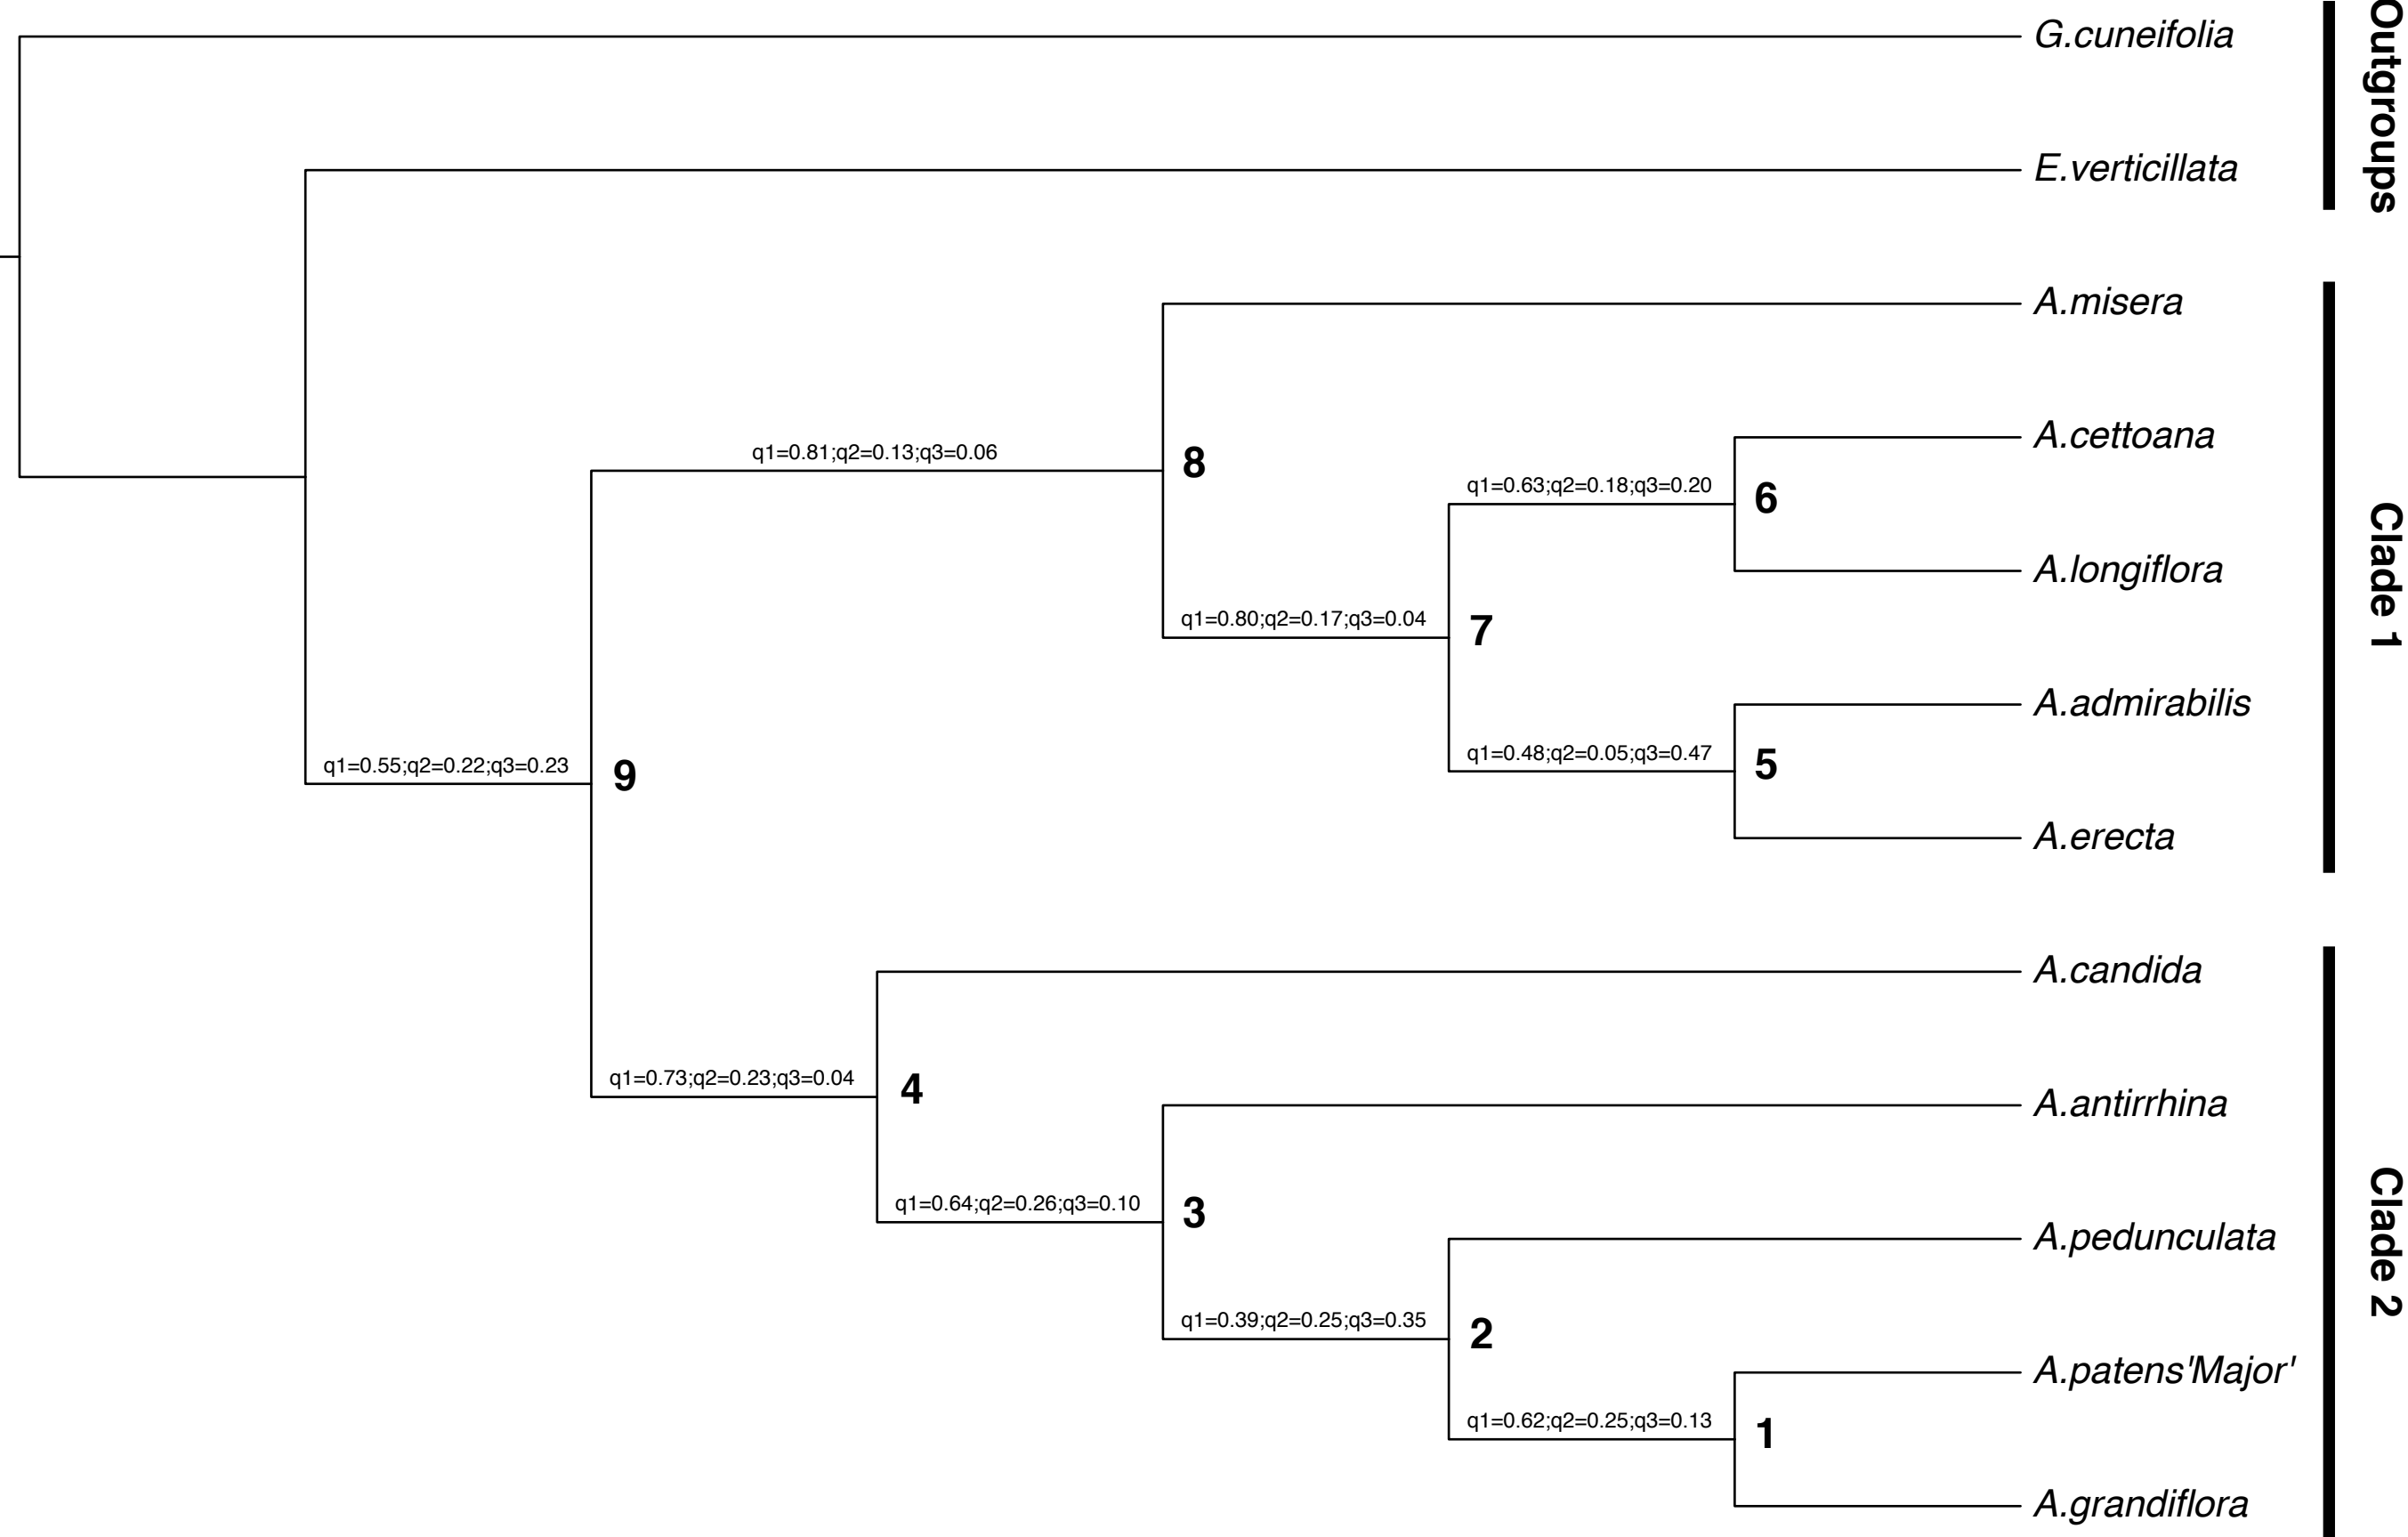 G.cuneifolia
E.verticillata
Outgroups
A.misera
q1=0.81;q2=0.13;q3=0.06
8
A.cettoana
q1=0.63;q2=0.18;q3=0.20
6
A.longiflora
q1=0.80;q2=0.17;q3=0.04
7
Clade 1
A.admirabilis
q1=0.48;q2=0.05;q3=0.47
5
q1=0.55;q2=0.22;q3=0.23
9
A.erecta
A.candida
q1=0.73;q2=0.23;q3=0.04
4
A.antirrhina
q1=0.64;q2=0.26;q3=0.10
3
A.pedunculata
Clade 2
q1=0.39;q2=0.25;q3=0.35
2
A.patens'Major'
q1=0.62;q2=0.25;q3=0.13
1
A.grandiflora